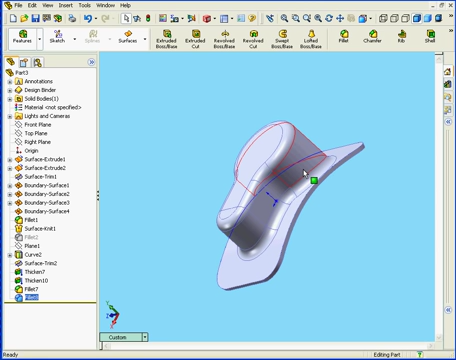 File Edit View Insert Tools Window Help
Features
Sketch
Splines
Surfaces
Extruded Boss/Base
Extruded Cut
Revolved Boss/Base
Revolved Cut
Swept Boss/Base
Lofted Boss/Base
Fillet
Chamfer
Rib
Shell
Part3
Annotations
Design Binder
Solid Bodies(1)
Material <not specified>
Lights and Cameras
Front Plane
Top Plane
Right Plane
Origin
Surface-Extrude1
Surface-Extrude2
Surface-Trim1
Boundary-Surface1
Boundary-Surface2
Boundary-Surface3
Boundary-Surface4
Fillet1
Surface-Knit1
Fillet2
Plane1
Curve2
Surface-Trim2
Thicken7
Thicken10
Fillet7
Custom
Ready
Editing Part